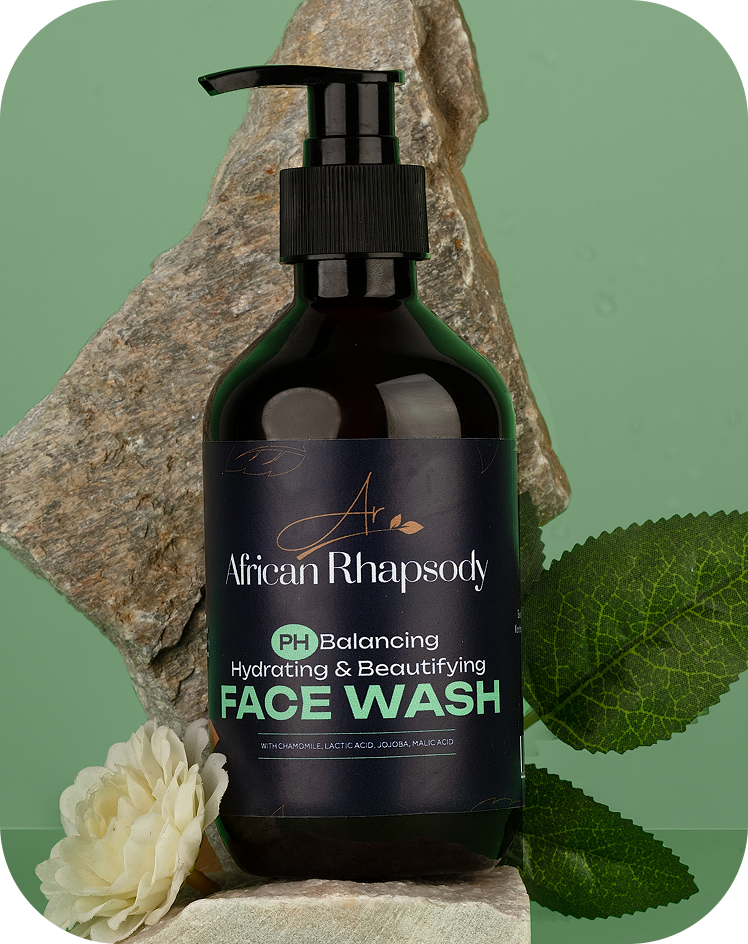 Ar
African Rhapsody
PH Balancing
Hydrating & Beautifying
FACE WASH
WITH CHAMOMILE, LACTIC ACID, JOJOBA, MALIC ACID